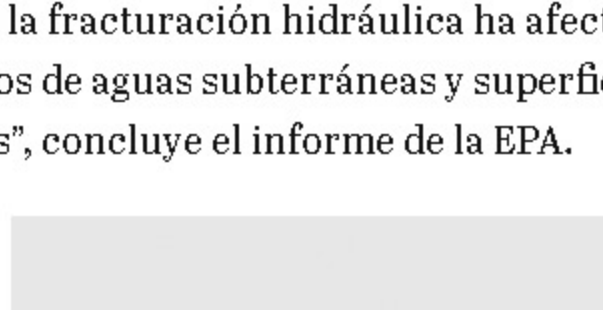 la fracturación hidráulica ha afect
os de aguas subterráneas y superfi
s”, concluye el informe de la EPA.